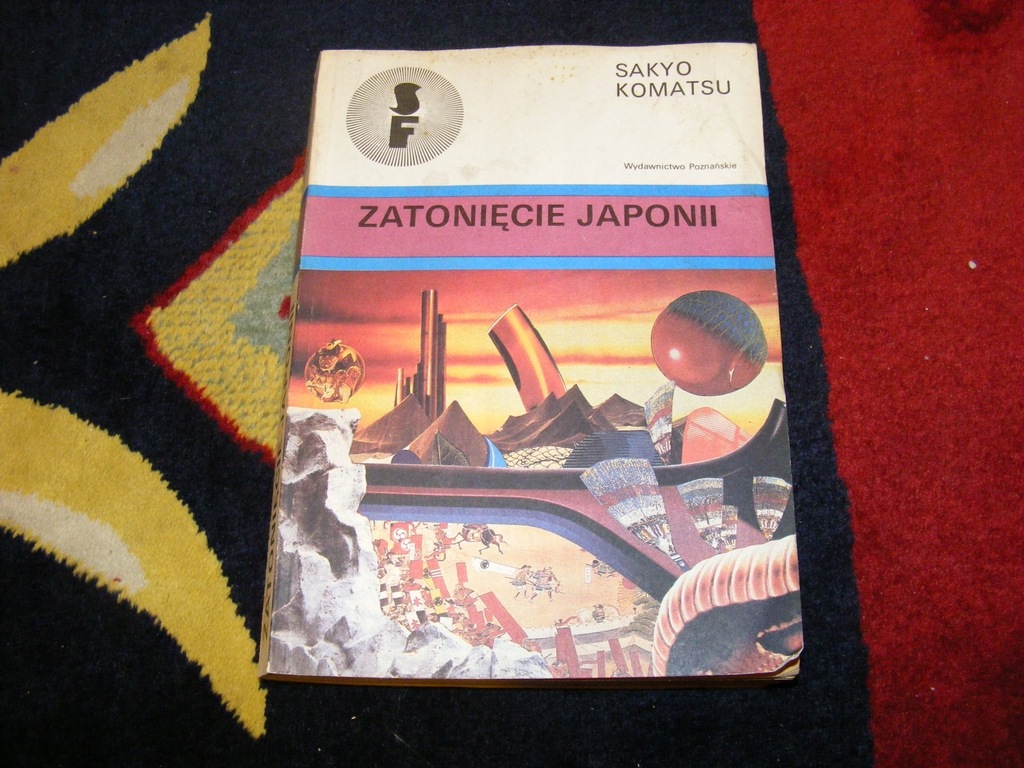 SF
SAKYO
KOMATSU
Wydawnictwo Poznańskie
ZATONIĘCIE JAPONII